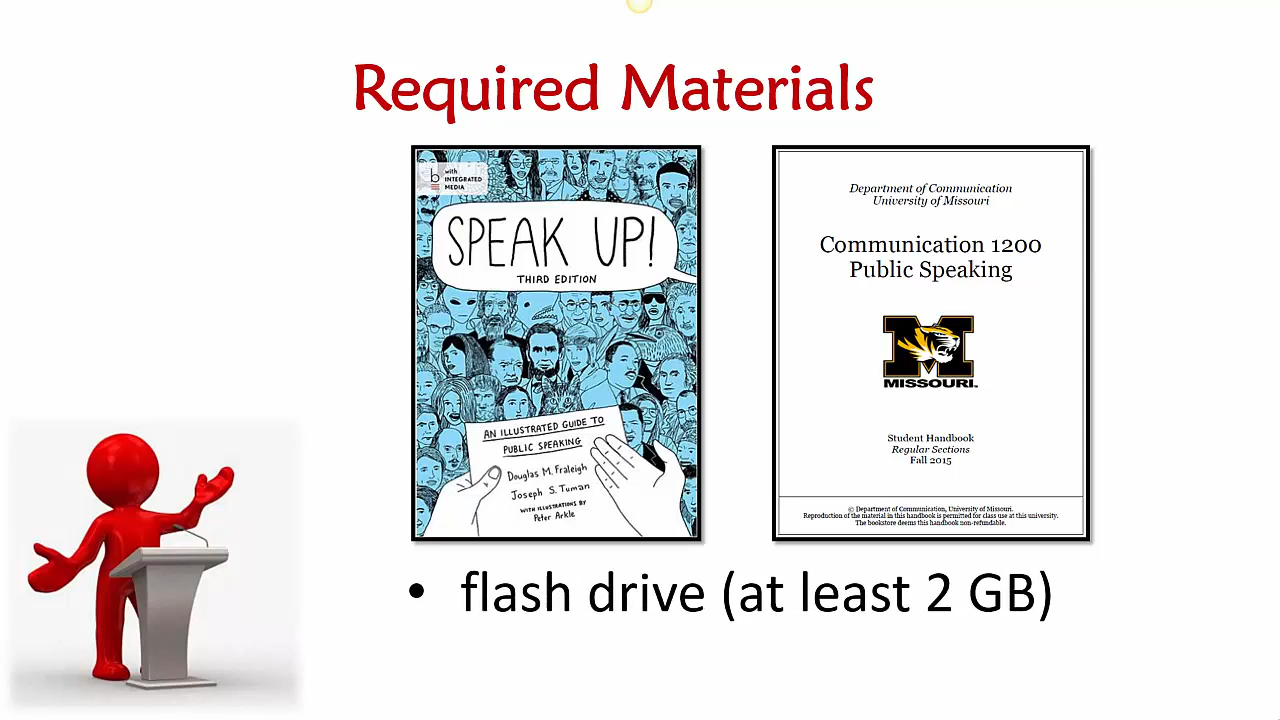 Required Materials
b with
INTEGRATED
MEDIA
SPEAK UP!
THIRD EDITION
AN ILLUSTRATED GUIDE TO
PUBLIC SPEAKING
Douglas M. Fraleigh
Joseph S. Tuman
WITH ILLUSTRATIONS BY
Peter Arkle
Department of Communication
University of Missouri
Communication 1200
Public Speaking
MISSOURI.
Student Handbook
Regular Sections
Fall 2015
© Department of Communication, University of Missouri.
Reproduction of the material in this handbook is permitted for class use at this university.
The bookstore deems this handbook non-refundable.
• flash drive (at least 2 GB)